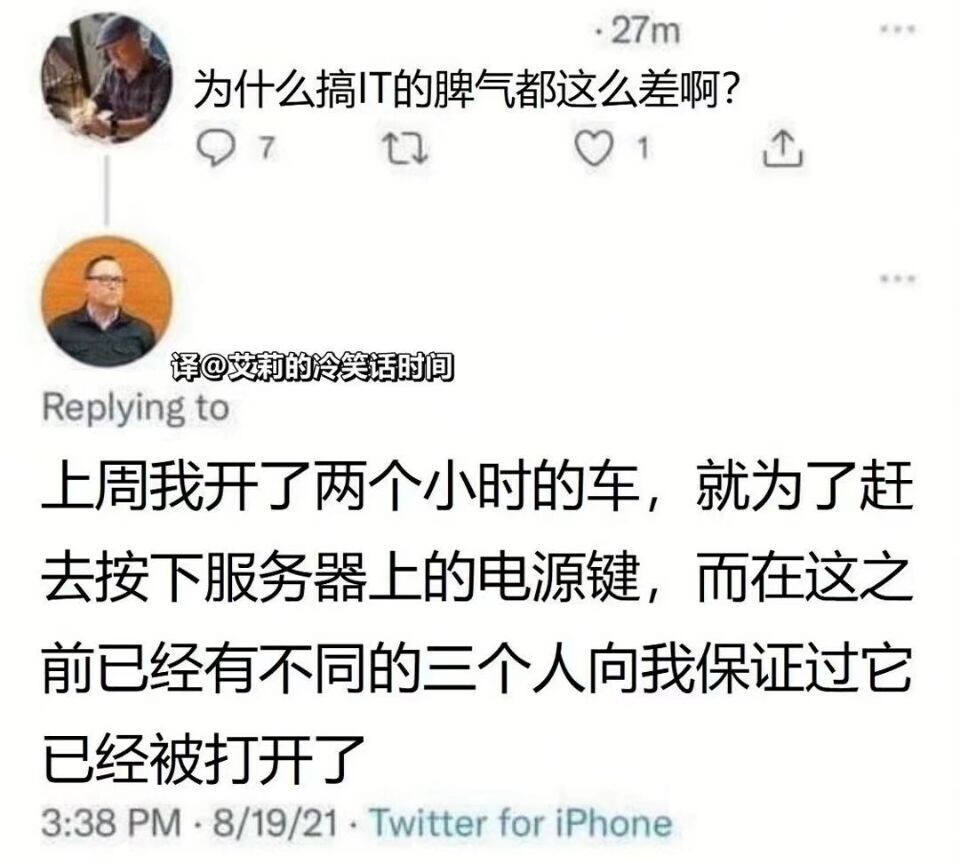 · 27m
为什么搞IT的脾气都这么差啊？
7 1
译@艾莉的冷笑话时间
Replying to
上周我开了两个小时的车，就为了赶
去按下服务器上的电源键，而在这之
前已经有不同的三个人向我保证过它
已经被打开了
3:38 PM · 8/19/21 · Twitter for iPhone